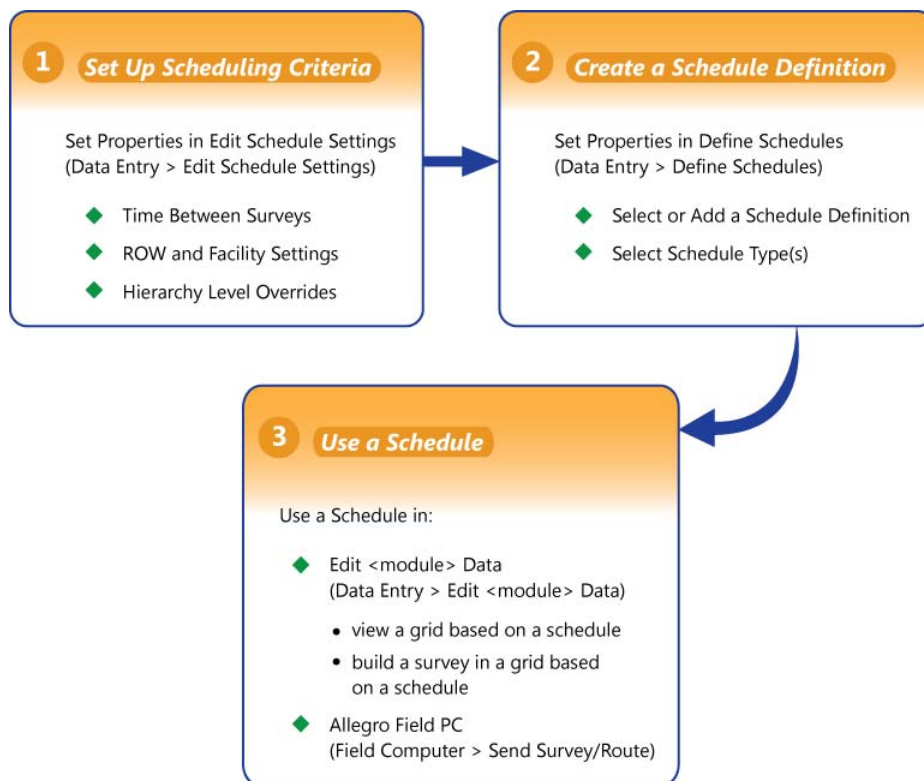 1 Set Up Scheduling Criteria
Set Properties in Edit Schedule Settings
(Data Entry > Edit Schedule Settings)
Time Between Surveys
ROW and Facility Settings
Hierarchy Level Overrides
2 Create a Schedule Definition
Set Properties in Define Schedules
(Data Entry > Define Schedules)
Select or Add a Schedule Definition
Select Schedule Type(s)
3 Use a Schedule
Use a Schedule in:
Edit <module> Data
(Data Entry > Edit <module> Data)
• view a grid based on a schedule
• build a survey in a grid based
on a schedule
Allegro Field PC
(Field Computer > Send Survey/Route)